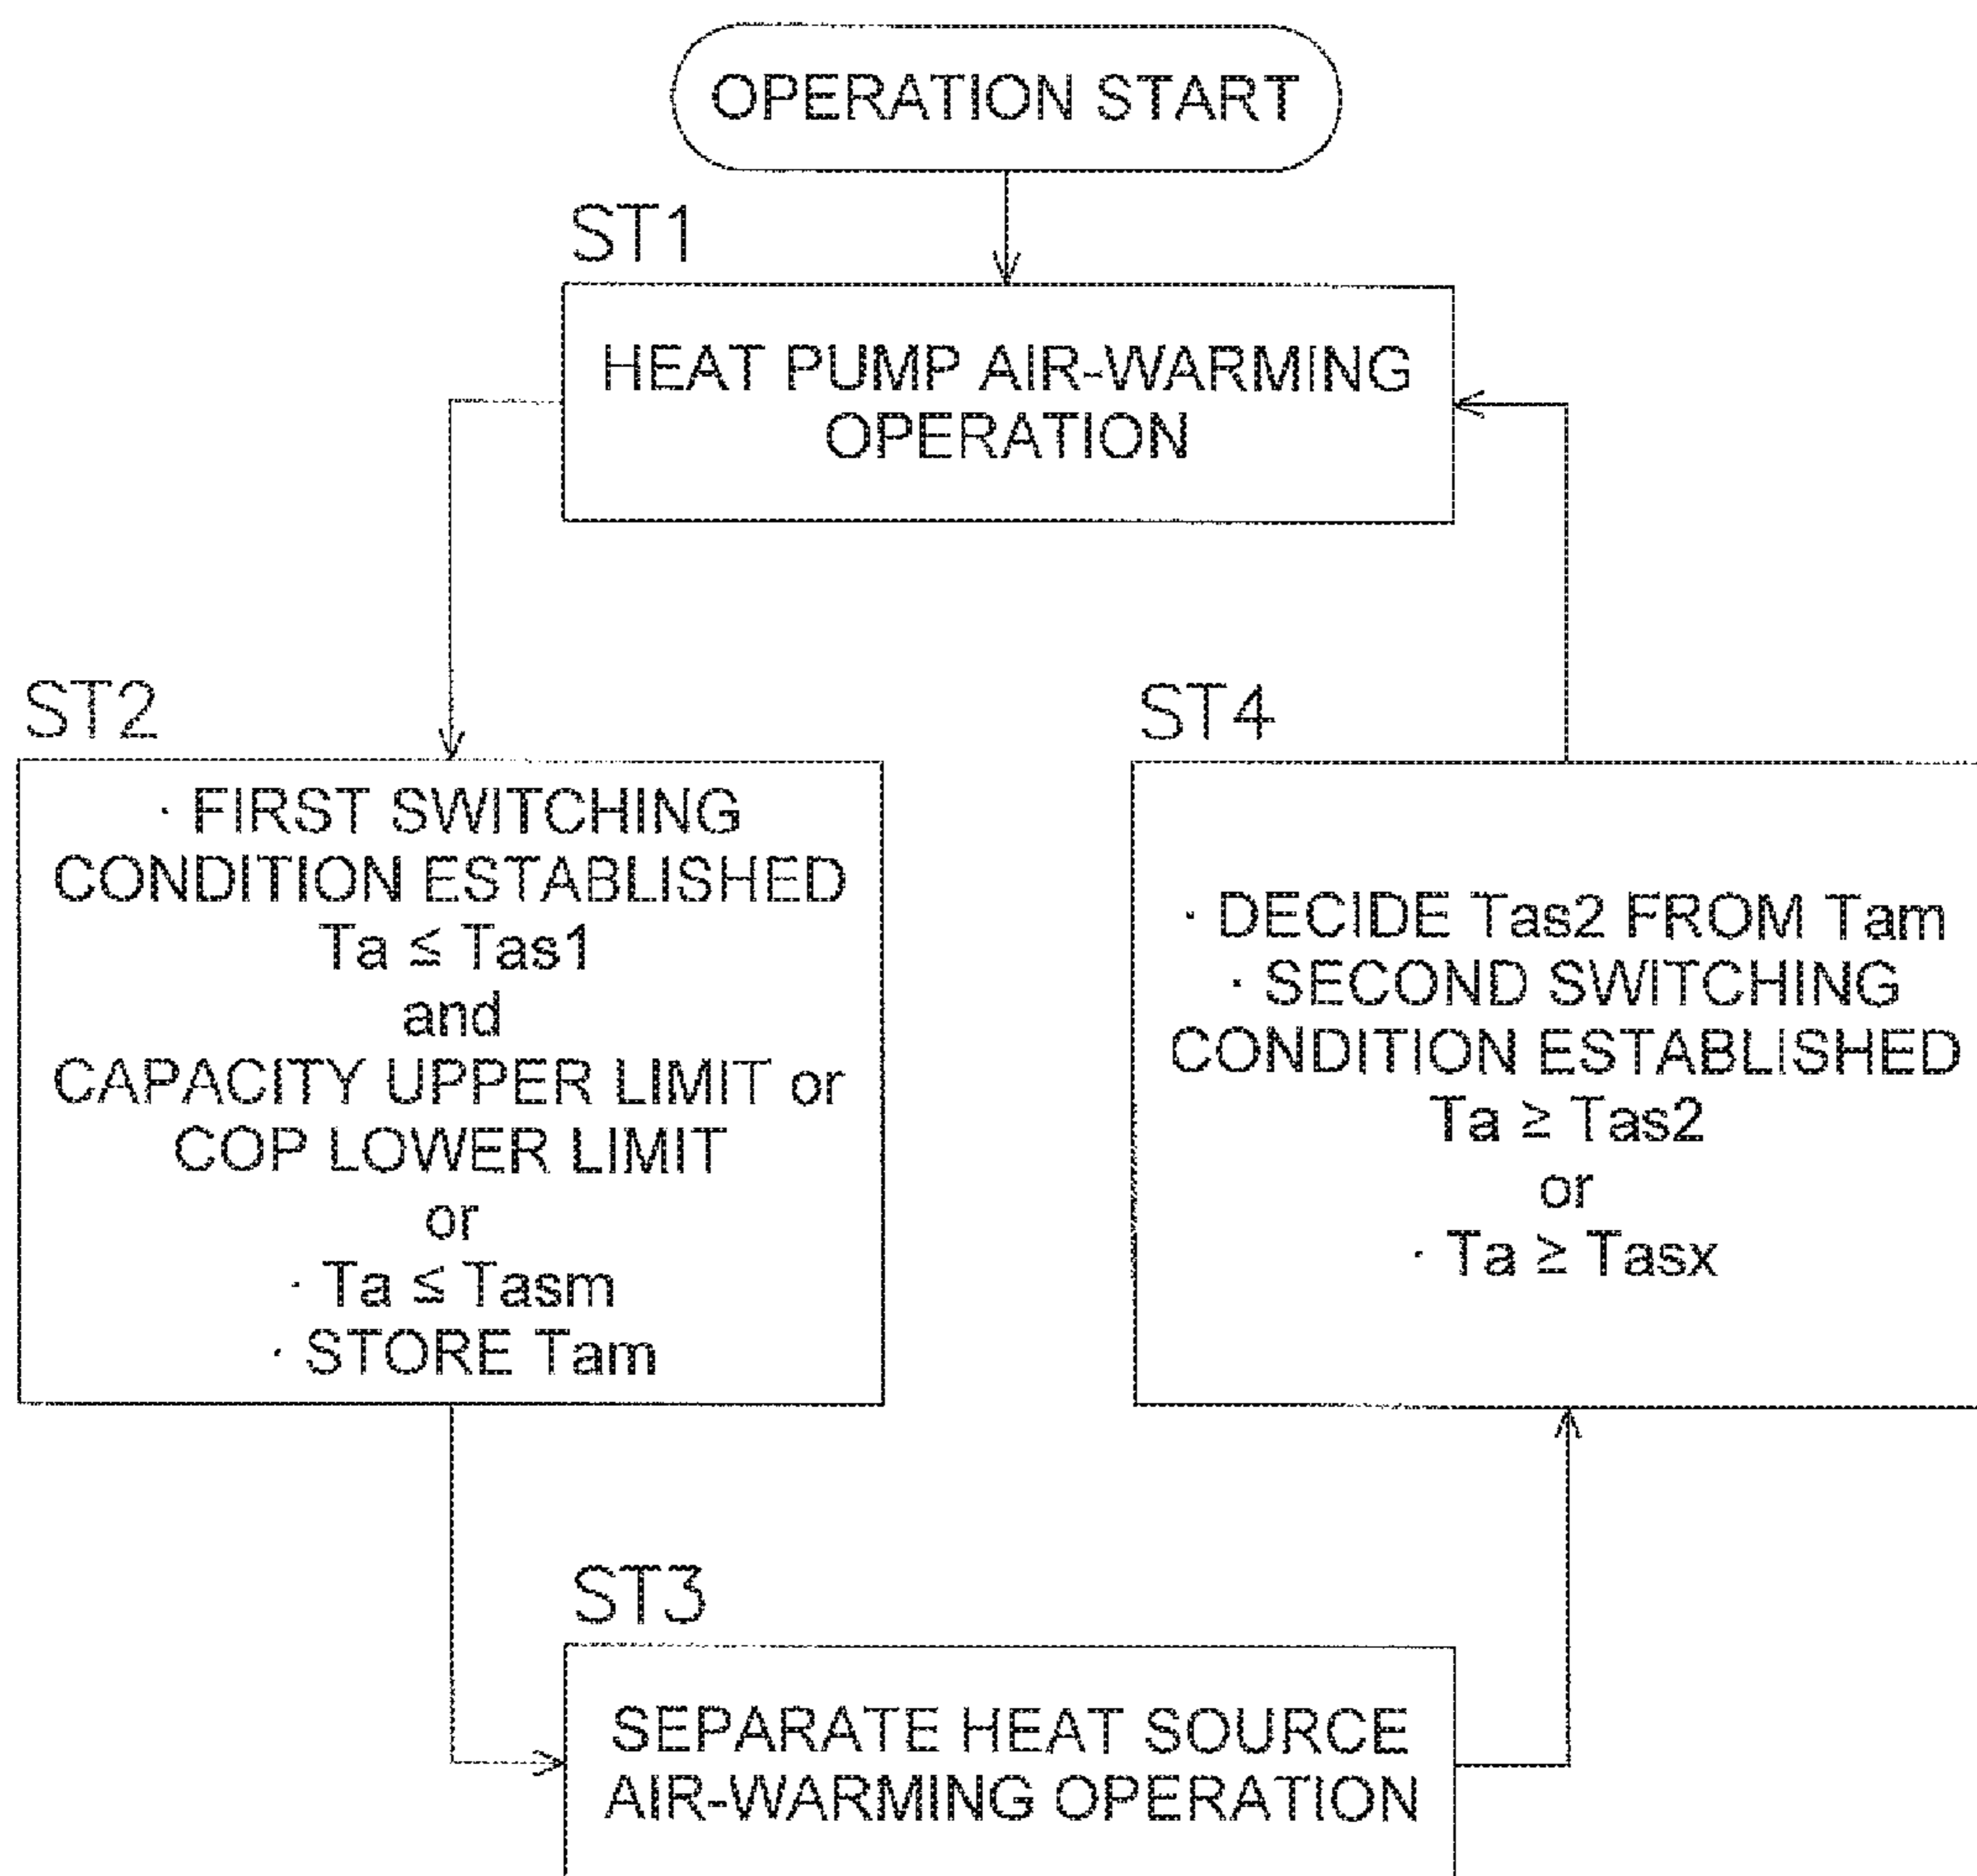 OPERATION START
ST1
HEAT PUMP AIR-WARMING
OPERATION
ST2
· FIRST SWITCHING
CONDITION ESTABLISHED
Ta ≦ Tas1
and
CAPACITY UPPER LIMIT or
COP LOWER LIMIT
or
· Ta ≦ Tasm
· STORE Tam
ST4
· DECIDE Tas2 FROM Tam
· SECOND SWITCHING
CONDITION ESTABLISHED
Ta ≥ Tas2
or
· Ta ≥ Tasx
ST3
SEPARATE HEAT SOURCE
AIR-WARMING OPERATION